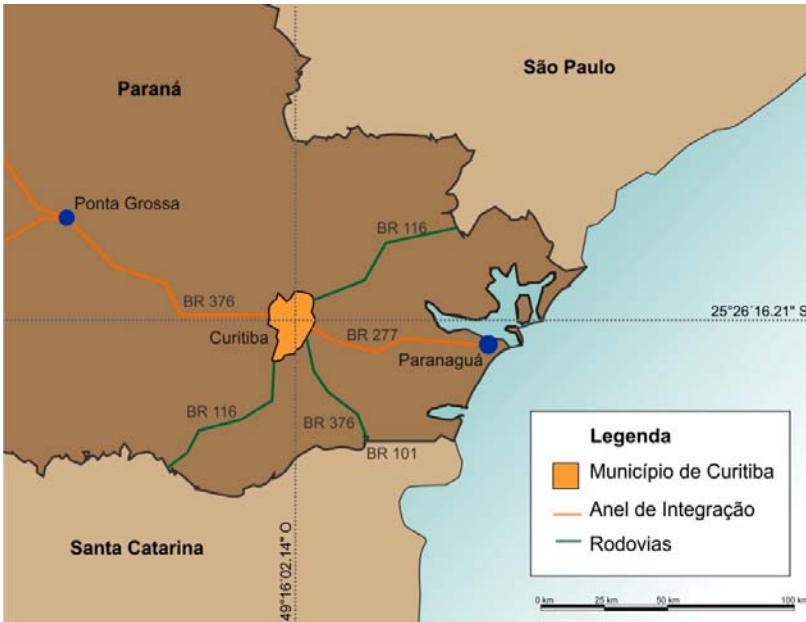 São Paulo
Paraná
Ponta Grossa
BR 116
BR 376
25°26´16.21" S
Curitiba
BR 277
Paranaguá
BR 116
BR 376
BR 101
Legenda
Município de Curitiba
Anel de Integração
Rodovias
Santa Catarina
49°16´02.14" O
0 km 25 km 50 km 100 km